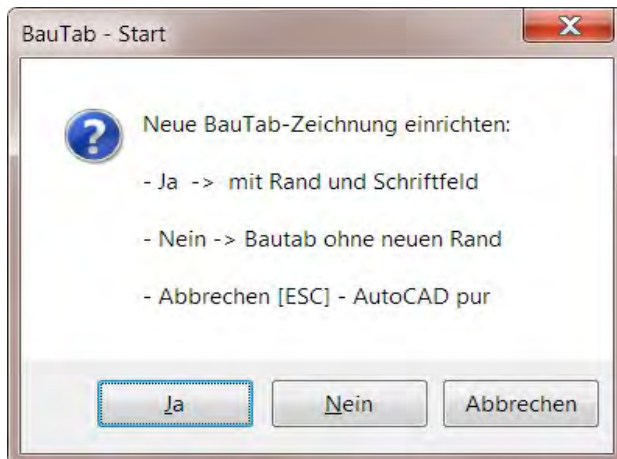 BauTab - Start
Neue BauTab-Zeichnung einrichten:
- Ja -> mit Rand und Schriftfeld
- Nein -> Bautab ohne neuen Rand
- Abbrechen [ESC] - AutoCAD pur
Ja Nein Abbrechen